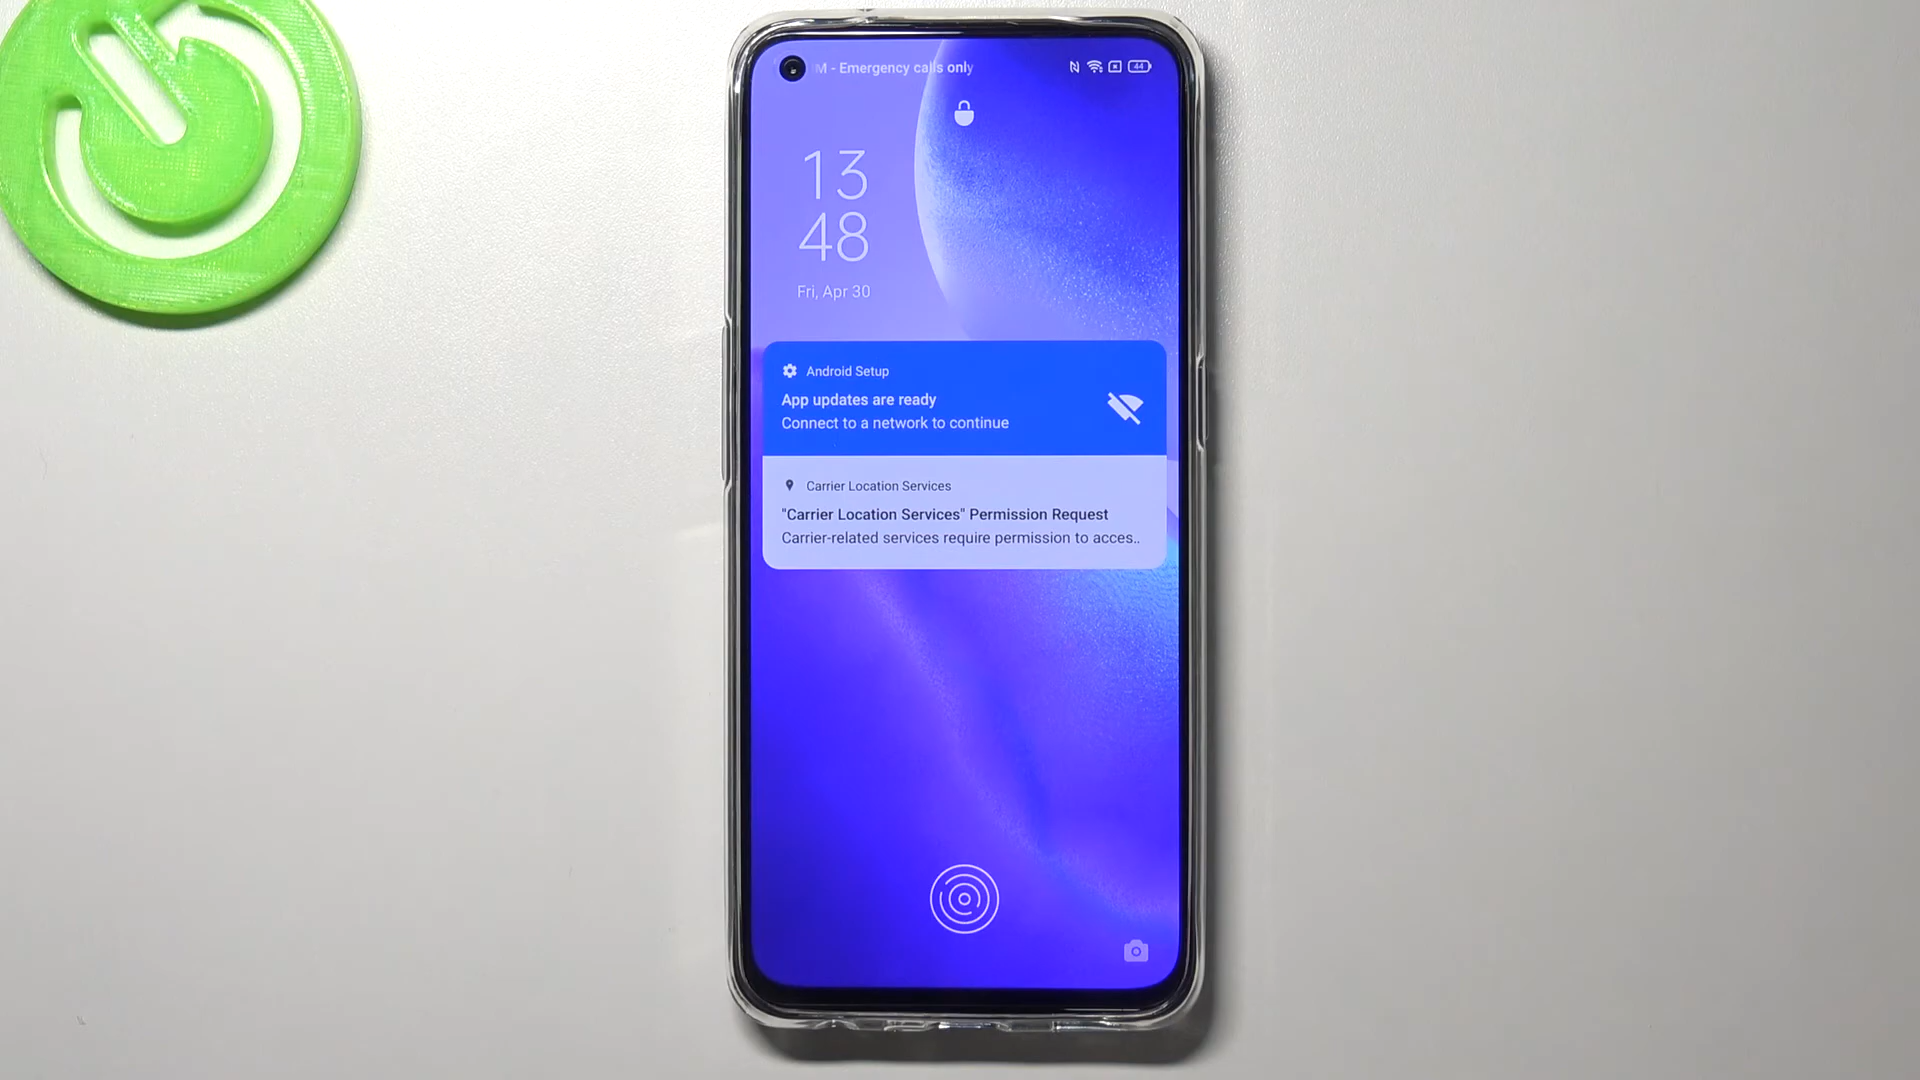 M - Emergency calls only
44
13
48
Fri, Apr 30
Android Setup
App updates are ready
Connect to a network to continue
Carrier Location Services
"Carrier Location Services" Permission Request
Carrier-related services require permission to acces..